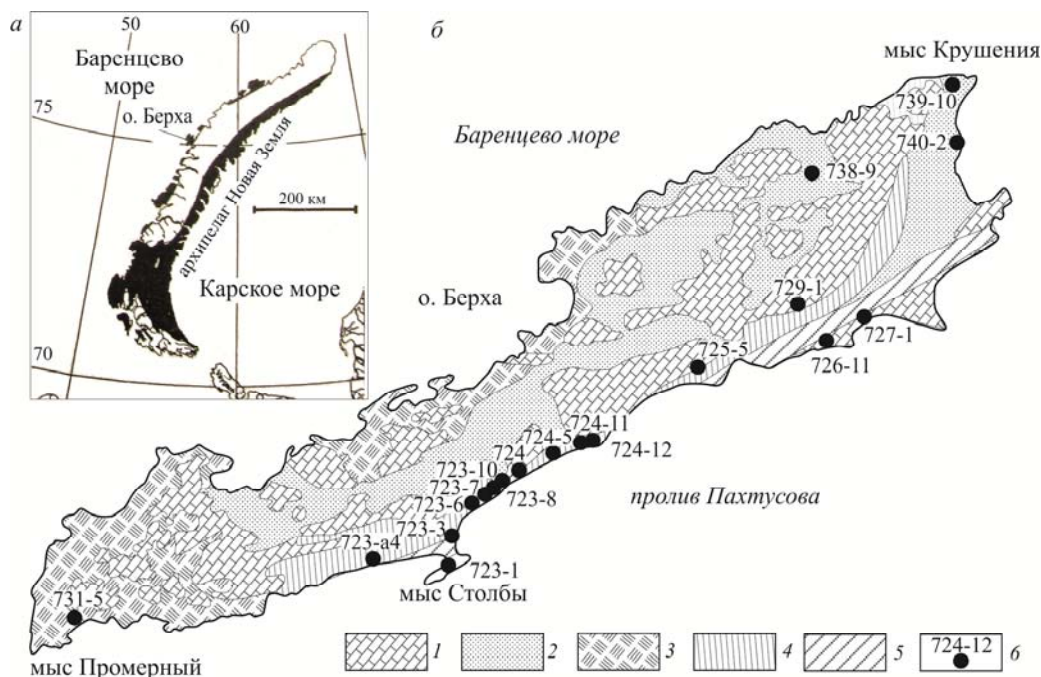 а
50
60
Баренцево
море
75
о. Берха
архипелаг Новая Земля
200 км
Карское море
70
б
мыс Крушения
739-10
Баренцево море
740-2
738-9
о. Берха
729-1
727-1
725-5
726-11
724-11
724-5
724-12
724
723-10
723-7
723-8
пролив Пахтусова
723-6
723-3
723-а4
723-1
мыс Столбы
731-5
мыс Промерный
1
2
3
4
5
724-12
6